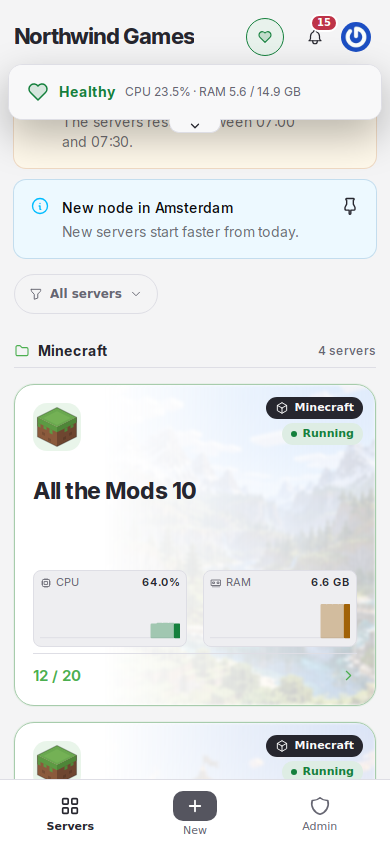 Northwind Games
15
Healthy CPU 23.5% · RAM 5.6 / 14.9 GB
The servers 07:00
and 07:30.
New node in Amsterdam
New servers start faster from today.
All servers
Minecraft
4 servers
Minecraft
Running
All the Mods 10
CPU 64.0%
RAM 6.6 GB
12 / 20
Minecraft
Running
Servers
New
Admin